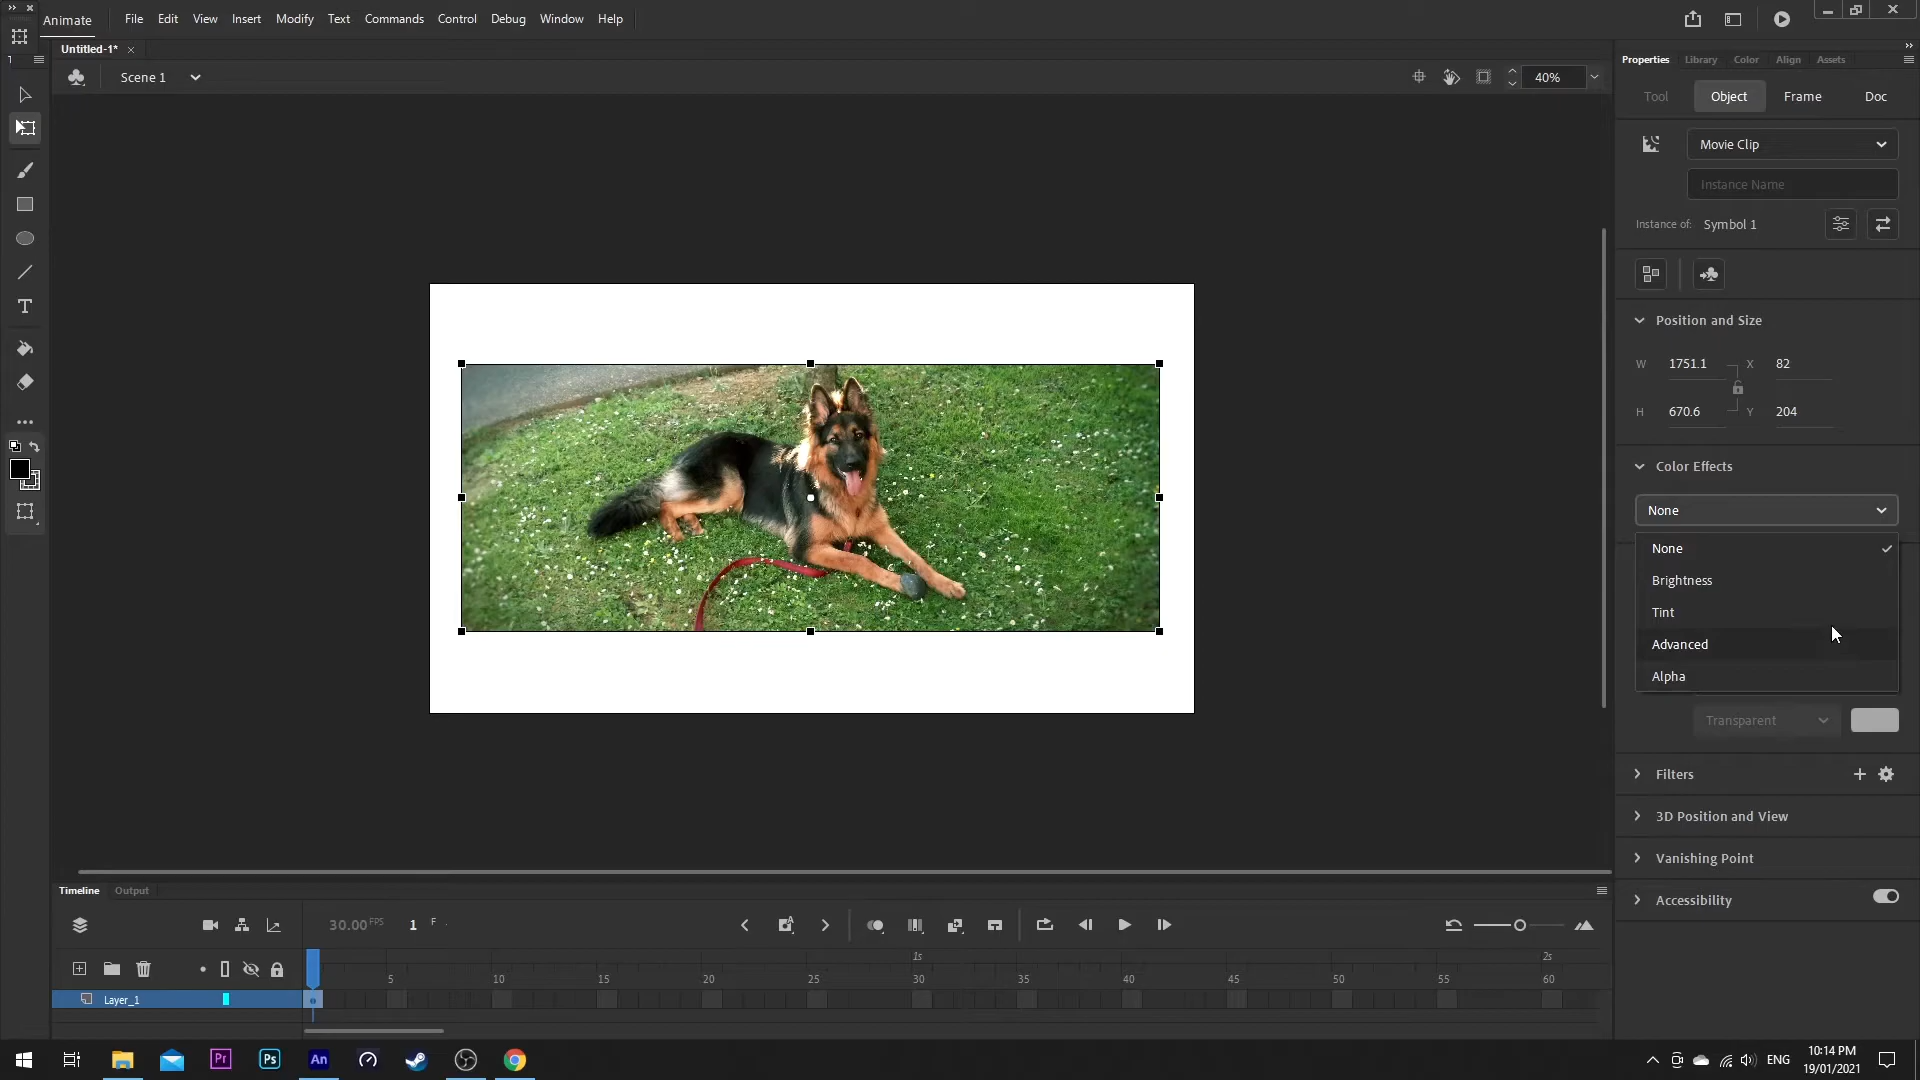 Animate
File Edit View Insert Modify Text Commands Control Debug Window Help
Untitled-1*
Scene 1
40%
Properties Library Color Align Assets
Tool Object Frame Doc
Movie Clip
Instance Name
Instance of: Symbol 1
Position and Size
W 1751.1 X 82
H 670.6 Y 204
Color Effects
None
None
Brightness
Tint
Advanced
Alpha
Transparent
Filters
3D Position and View
Vanishing Point
Accessibility
Timeline Output
30.00 FPS 1 F
1s 2s
5 10 15 20 25 30 35 40 45 50 55 60
Layer_1
Pr Ps An
ENG
10:14 PM
19/01/2021